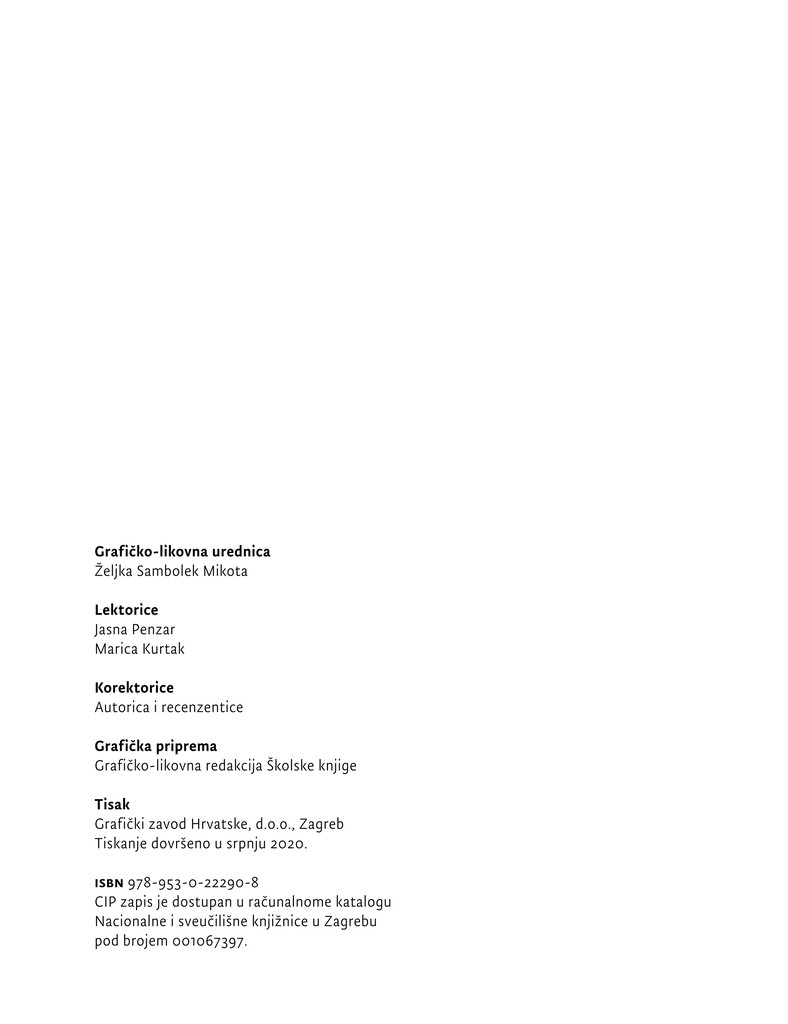 Grafičko-likovna urednica
Željka Sambolek Mikota
Lektorice
Jasna Penzar
Marica Kurtak
Korektorice
Autorica i recenzentice
Grafička priprema
Grafičko-likovna redakcija Školske knjige
Tisak
Grafički zavod Hrvatske, d.o.o., Zagreb
Tiskanje dovršeno u srpnju 2020.
ISBN 978-953-0-22290-8
CIP zapis je dostupan u računalnome katalogu
Nacionalne i sveučilišne knjižnice u Zagrebu
pod brojem 001067397.